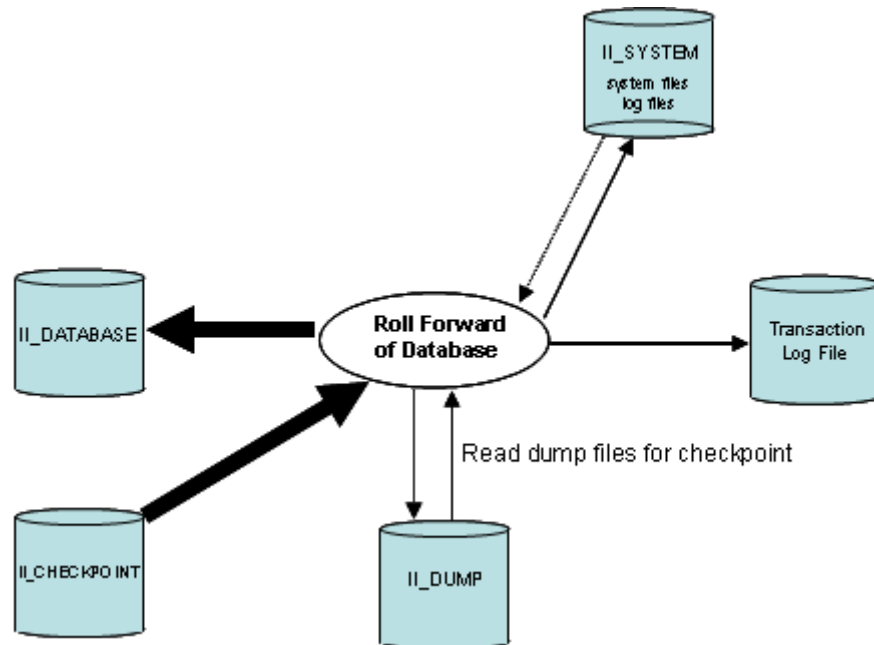 II_SYSTEM
system files
log files
II_DATABASE
Roll Forward
of Database
Transaction
Log File
Read dump files for checkpoint
II_CHECKPOINT
II_DUMP